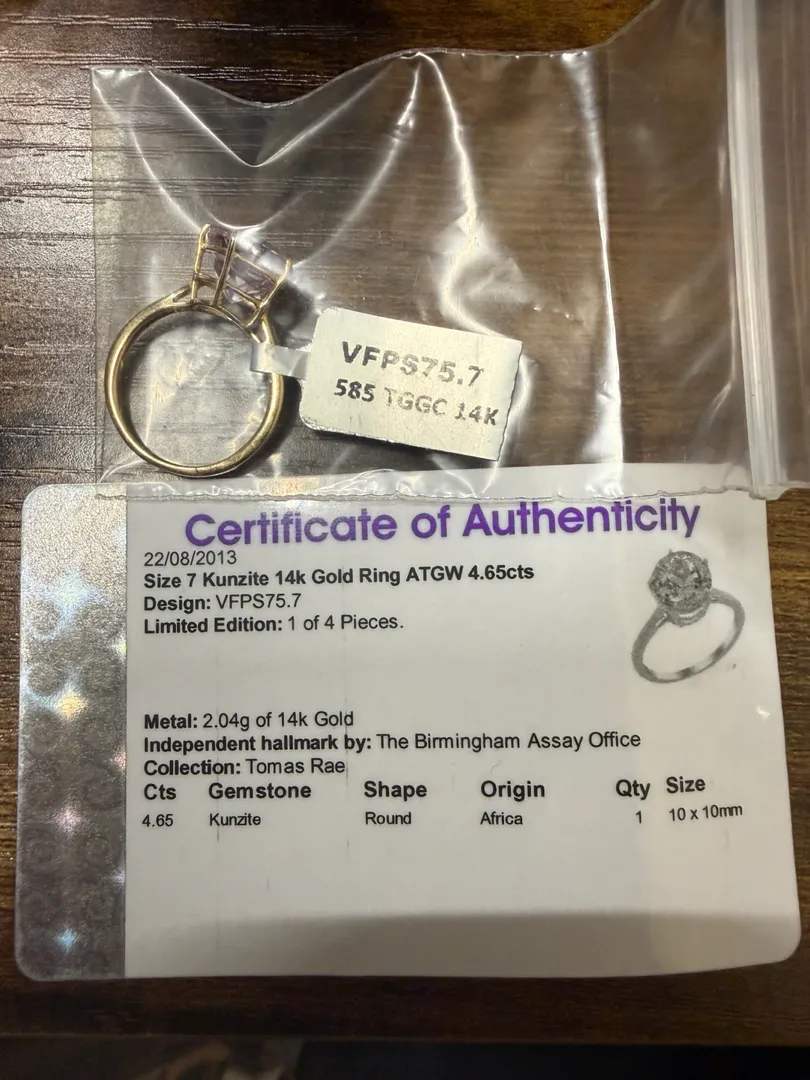 VFPS75.7
585 TGGC 14K
Certificate of Authenticity
22/08/2013
Size 7 Kunzite 14k Gold Ring ATGW 4.65cts
Design: VFPS75.7
Limited Edition: 1 of 4 Pieces.
Metal: 2.04g of 14k Gold
Independent hallmark by: The Birmingham Assay Office
Collection: Tomas Rae
Cts Gemstone Shape Origin Qty Size
4.65 Kunzite Round Africa 1 10 x 10mm